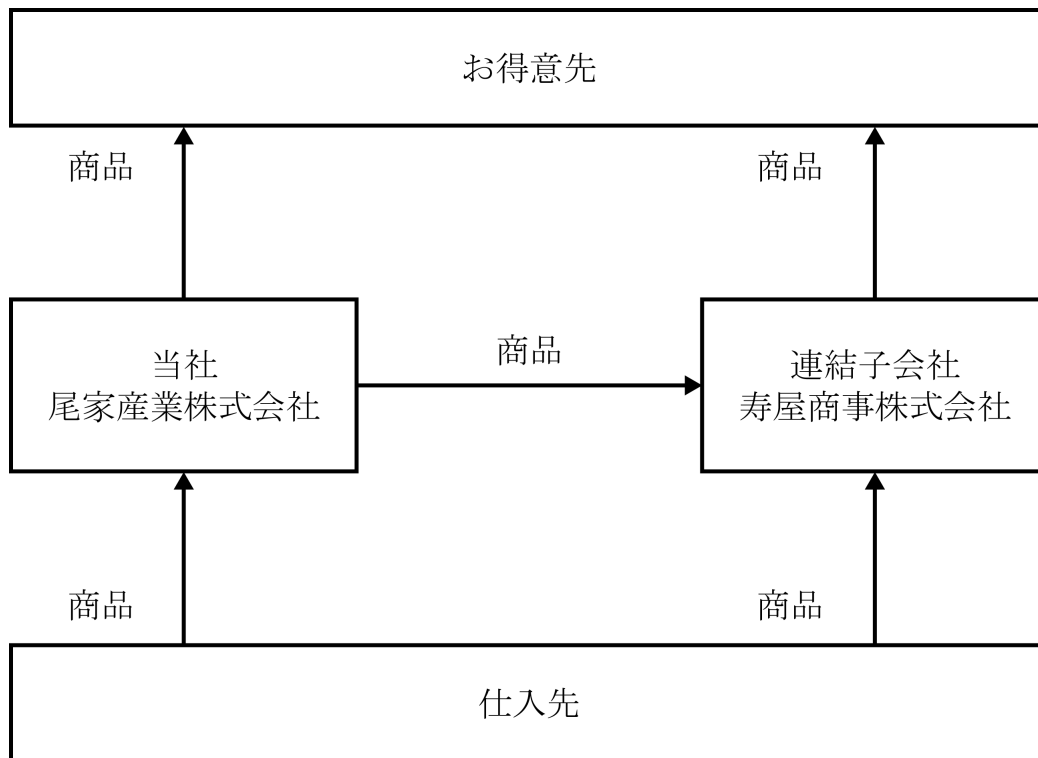 お得意先
商品
商品
当社
尾家産業株式会社
商品
連結子会社
寿屋商事株式会社
商品
商品
仕入先